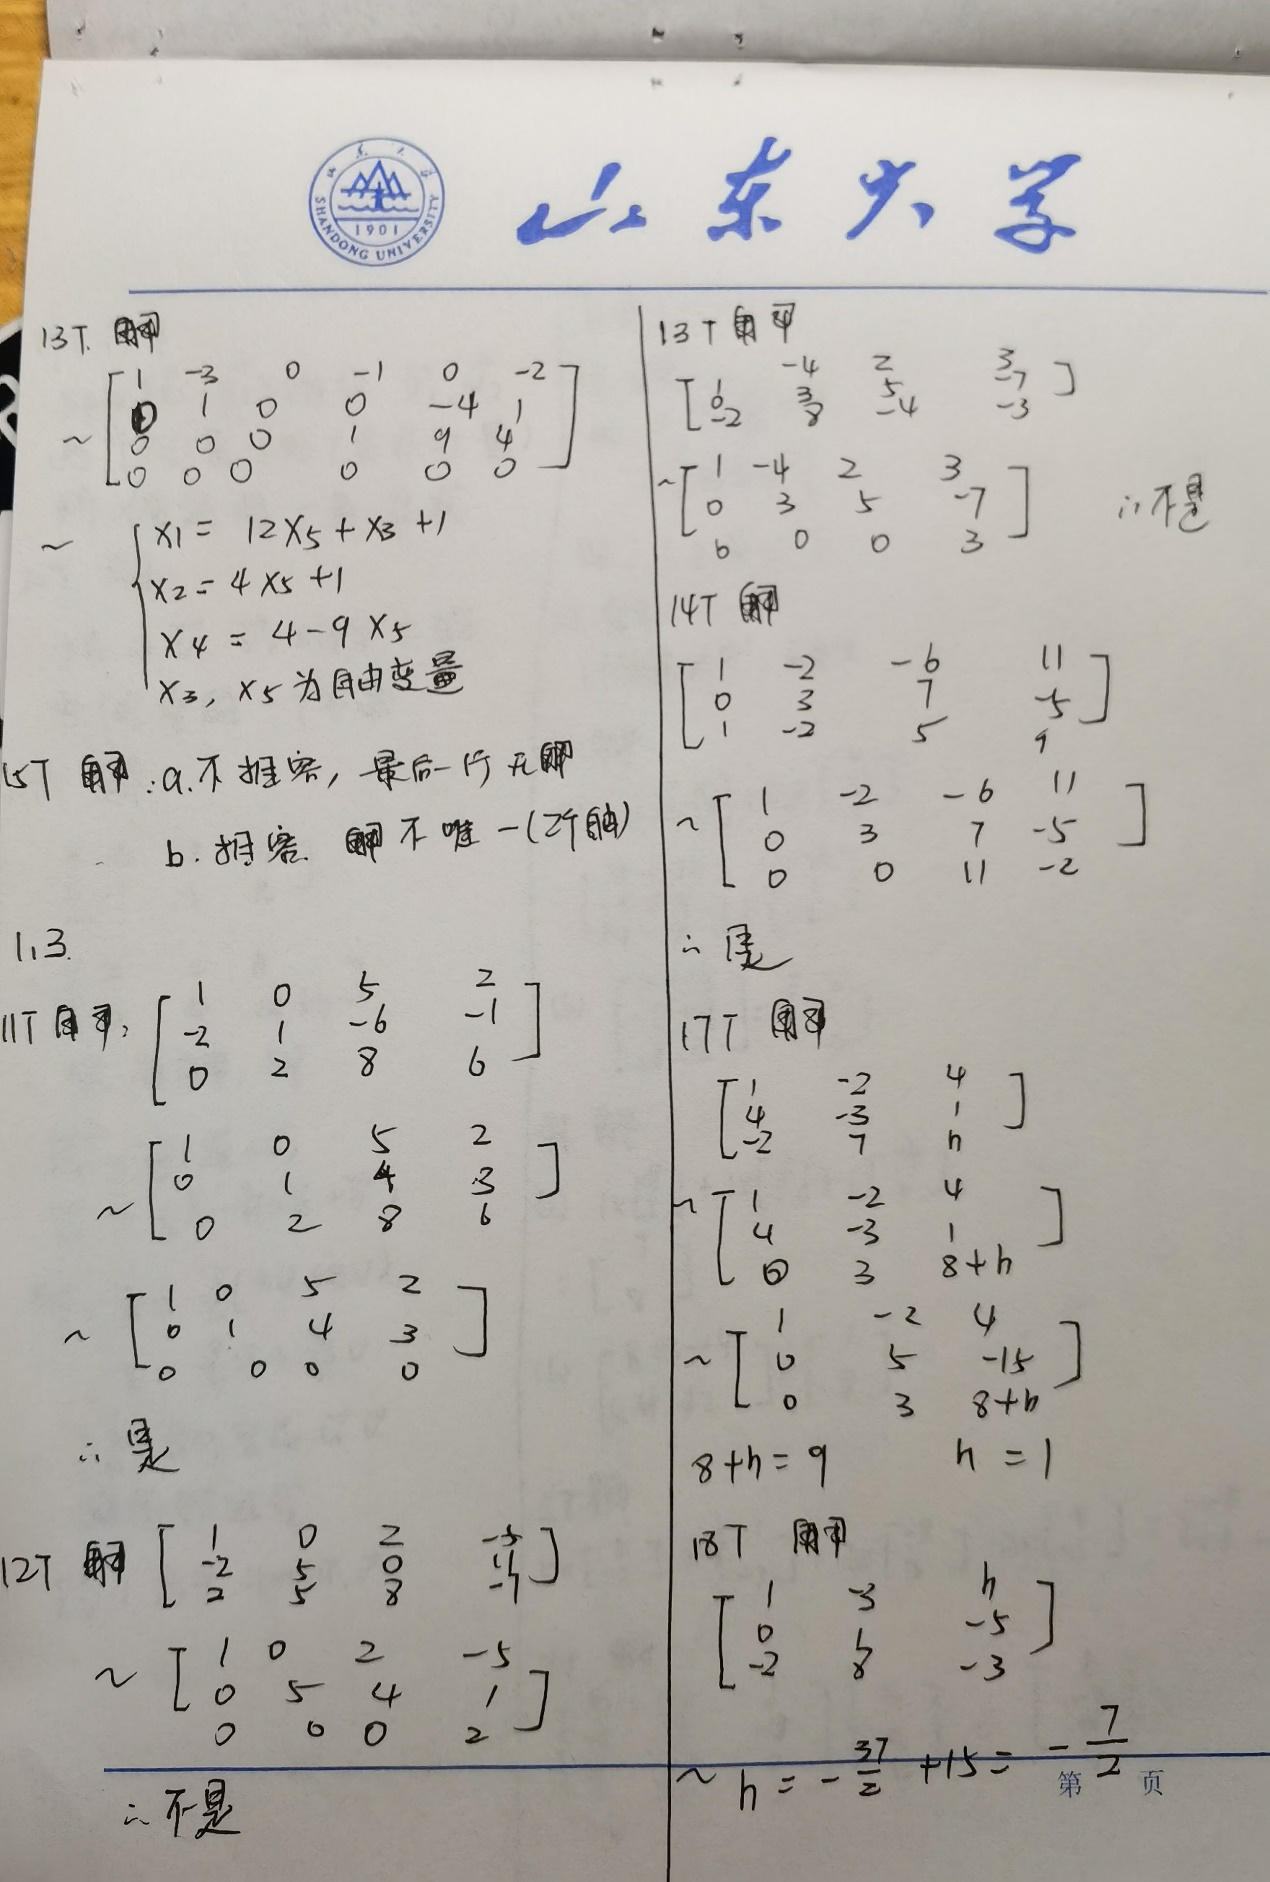 山东大学
SHANDONG UNIVERSITY
1901
13T. 解
1 -3 0 -1 0 -2
0 1 0 0 -4 1
~ 0 0 0 1 9 4
0 0 0 0 0 0
~ x1 = 12x5 + x3 + 1
x2 = 4x5 + 1
x4 = 4 - 9x5
x3, x5 为自由变量
15T 解: a. 不相容, 最后一行无解
b. 相容. 解不唯一(2个自由)
1.3.
11T 解:
1 0 5 2
-2 1 -6 -1
0 2 8 6
1 0 5 2
~ 0 1 4 3
0 2 8 6
1 0 5 2
~ 0 1 4 3
0 0 0 0
∴ 是
12T 解
1 0 2 -5
-2 5 0 11
2 5 8 -7
~ 1 0 2 -5
0 5 4 1
0 0 0 2
∴ 不是
13T 解
1 -4 2 3
0 3 5 -7
-2 8 -4 -3
~ 1 -4 2 3
0 3 5 -7
0 0 0 3
∴ 不是
14T 解
1 -2 -6 11
0 3 7 -5
1 -2 5 9
~ 1 -2 -6 11
0 3 7 -5
0 0 11 -2
∴ 是
17T 解
1 -2 4
4 -3 1
-2 7 h
~ 1 -2 4
4 -3 1
0 3 8+h
~ 1 -2 4
0 5 -15
0 3 8+h
8+h = 9 h = 1
18T 解
1 -3 h
0 1 -5
-2 8 -3
~ h = -37/2 + 15 = -7/2
第 页